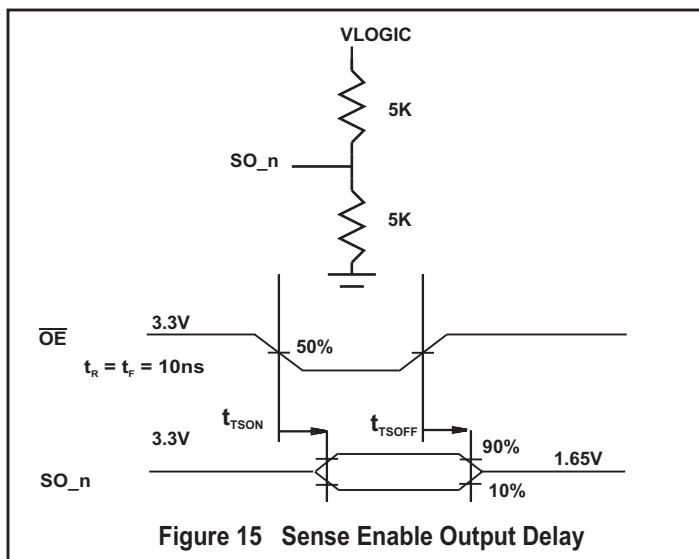 VLOGIC
5K
SO_n
5K
OE
3.3V
50%
tR = tF = 10ns
tTSON
tTSOFF
3.3V
90%
1.65V
SO_n
10%
Figure 15 Sense Enable Output Delay